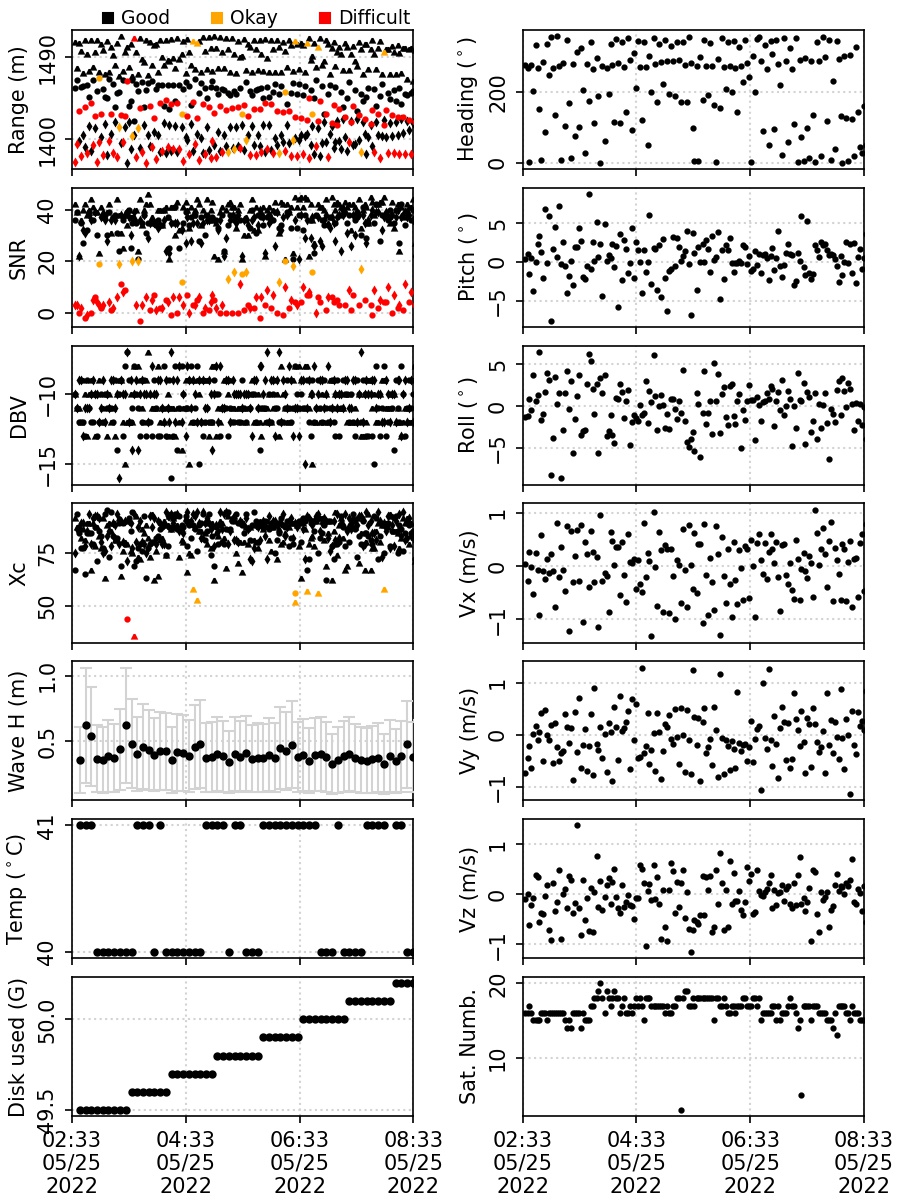 Good Okay Difficult
Range (m)
1490
1400
Heading (°)
200
0
SNR
40
20
0
Pitch (°)
5
0
−5
DBV
−10
−15
Roll (°)
5
0
−5
Xc
75
50
Vx (m/s)
1
0
−1
Wave H (m)
1.0
0.5
Vy (m/s)
1
0
−1
Temp (°C)
41
40
Vz (m/s)
1
0
−1
Disk used (G)
50.0
49.5
Sat. Numb.
20
10
02:33 04:33 06:33 08:33 02:33 04:33 06:33 08:33
05/25 05/25 05/25 05/25 05/25 05/25 05/25 05/25
2022 2022 2022 2022 2022 2022 2022 2022